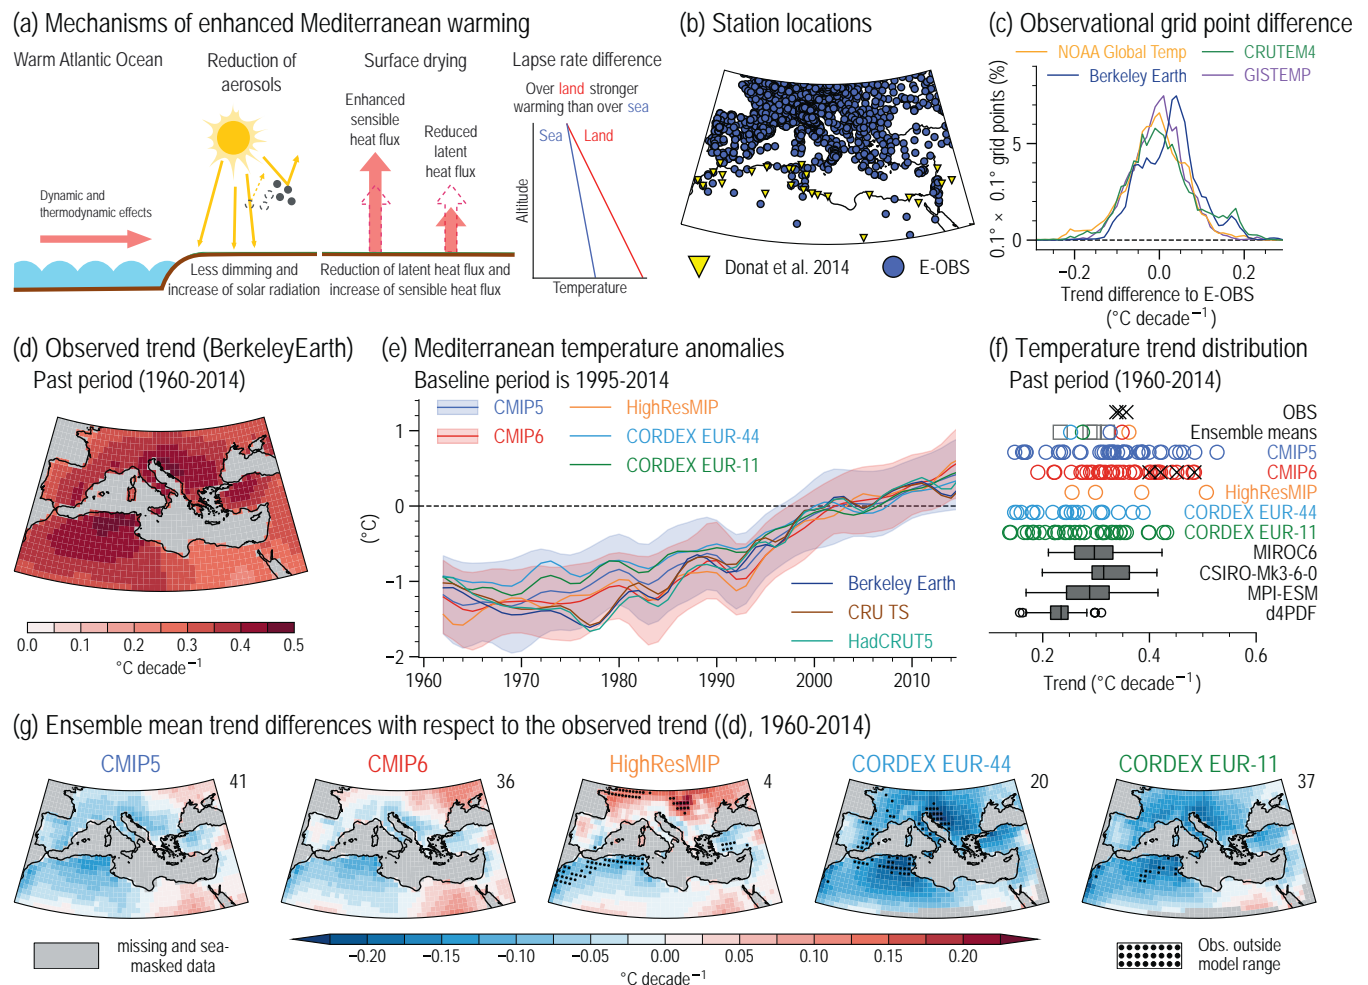 (a) Mechanisms of enhanced Mediterranean warming
Warm Atlantic Ocean
Dynamic and
thermodynamic effects
Reduction of
aerosols
Less dimming and
increase of solar radiation
Surface drying
Enhanced
sensible
heat flux
Reduced
latent
heat flux
Reduction of latent heat flux and
increase of sensible heat flux
Lapse rate difference
Over land stronger
warming than over sea
Sea
Land
Altitude
Temperature
(b) Station locations
Donat et al. 2014
E-OBS
(c) Observational grid point difference
NOAA Global Temp
CRUTEM4
Berkeley Earth
GISTEMP
0.1° × 0.1° grid points (%)
5
0
−0.2
0.0
0.2
Trend difference to E-OBS
(°C decade−1)
(d) Observed trend (BerkeleyEarth)
Past period (1960-2014)
0.0
0.1
0.2
0.3
0.4
0.5
°C decade−1
(e) Mediterranean temperature anomalies
Baseline period is 1995-2014
CMIP5
HighResMIP
CMIP6
CORDEX EUR-44
CORDEX EUR-11
(°C)
1
0
−1
−2
Berkeley Earth
CRU TS
HadCRUT5
1960
1970
1980
1990
2000
2010
(f) Temperature trend distribution
Past period (1960-2014)
OBS
Ensemble means
CMIP5
CMIP6
HighResMIP
CORDEX EUR-44
CORDEX EUR-11
MIROC6
CSIRO-Mk3-6-0
MPI-ESM
d4PDF
0.2
0.4
0.6
Trend (°C decade−1)
(g) Ensemble mean trend differences with respect to the observed trend ((d), 1960-2014)
CMIP5
41
CMIP6
36
HighResMIP
4
CORDEX EUR-44
20
CORDEX EUR-11
37
missing and sea-
masked data
−0.20
−0.15
−0.10
−0.05
0.00
0.05
0.10
0.15
0.20
°C decade−1
Obs. outside
model range